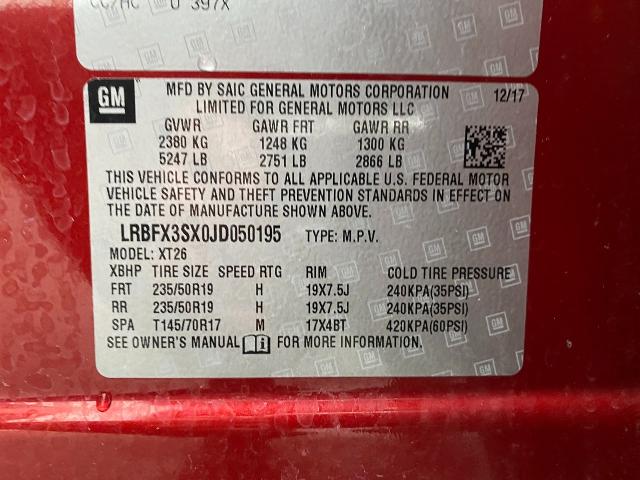 CC/AC U 397X
GM
MFD BY SAIC GENERAL MOTORS CORPORATION 12/17
LIMITED FOR GENERAL MOTORS LLC
GVWR GAWR FRT GAWR RR
2380 KG 1248 KG 1300 KG
5247 LB 2751 LB 2866 LB
THIS VEHICLE CONFORMS TO ALL APPLICABLE U.S. FEDERAL MOTOR
VEHICLE SAFETY AND THEFT PREVENTION STANDARDS IN EFFECT ON
THE DATE OF MANUFACTURE SHOWN ABOVE.
LRBFX3SX0JD050195 TYPE: M.P.V.
MODEL: XT26
XBHP TIRE SIZE SPEED RTG RIM COLD TIRE PRESSURE
FRT 235/50R19 H 19X7.5J 240KPA(35PSI)
RR 235/50R19 H 19X7.5J 240KPA(35PSI)
SPA T145/70R17 M 17X4BT 420KPA(60PSI)
SEE OWNER'S MANUAL FOR MORE INFORMATION.